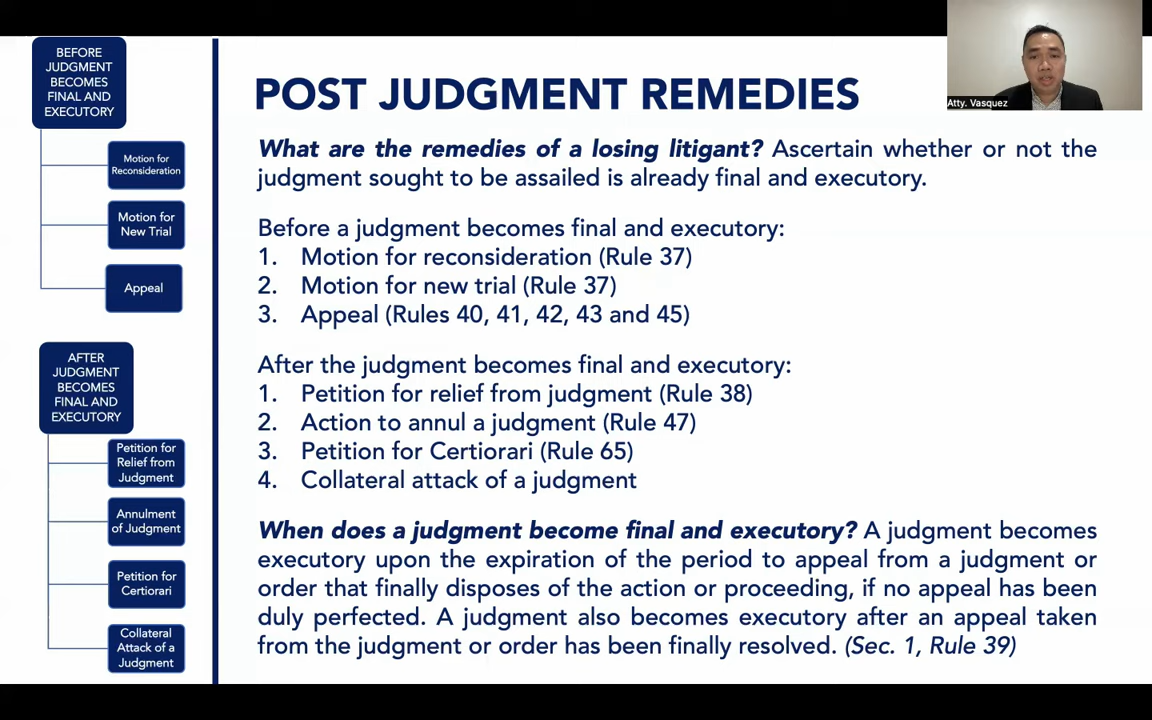 BEFORE
JUDGMENT
BECOMES
FINAL AND
EXECUTORY
Motion for
Reconsideration
Motion for
New Trial
Appeal
AFTER
JUDGMENT
BECOMES
FINAL AND
EXECUTORY
Petition for
Relief from
Judgment
Annulment
of Judgment
Petition for
Certiorari
Collateral
Attack of a
Judgment
POST JUDGMENT REMEDIES
What are the remedies of a losing litigant? Ascertain whether or not the
judgment sought to be assailed is already final and executory.
Before a judgment becomes final and executory:
1. Motion for reconsideration (Rule 37)
2. Motion for new trial (Rule 37)
3. Appeal (Rules 40, 41, 42, 43 and 45)
After the judgment becomes final and executory:
1. Petition for relief from judgment (Rule 38)
2. Action to annul a judgment (Rule 47)
3. Petition for Certiorari (Rule 65)
4. Collateral attack of a judgment
When does a judgment become final and executory? A judgment becomes
executory upon the expiration of the period to appeal from a judgment or
order that finally disposes of the action or proceeding, if no appeal has been
duly perfected. A judgment also becomes executory after an appeal taken
from the judgment or order has been finally resolved. (Sec. 1, Rule 39)
Atty. Vasquez